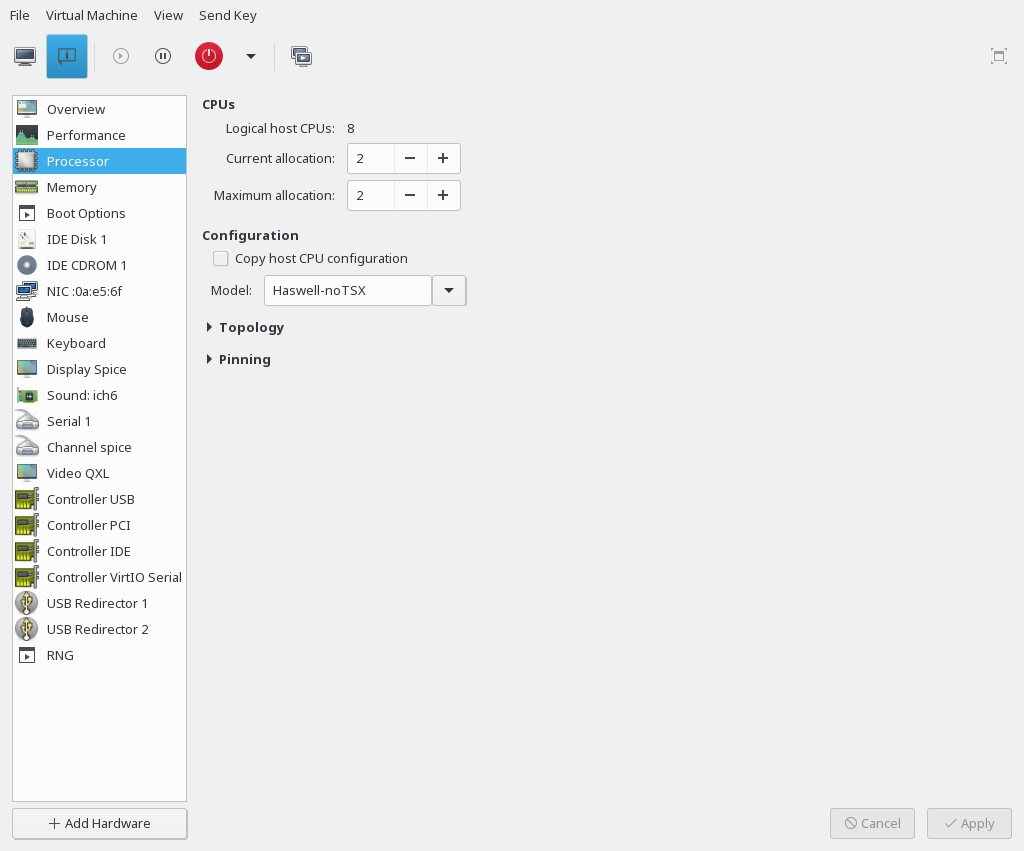 File Virtual Machine View Send Key
Overview
Performance
Processor
Memory
Boot Options
IDE Disk 1
IDE CDROM 1
NIC :0a:e5:6f
Mouse
Keyboard
Display Spice
Sound: ich6
Serial 1
Channel spice
Video QXL
Controller USB
Controller PCI
Controller IDE
Controller VirtIO Serial
USB Redirector 1
USB Redirector 2
RNG
Add Hardware
CPUs
Logical host CPUs: 8
Current allocation: 2
Maximum allocation: 2
Configuration
Copy host CPU configuration
Model: Haswell-noTSX
Topology
Pinning
Cancel Apply